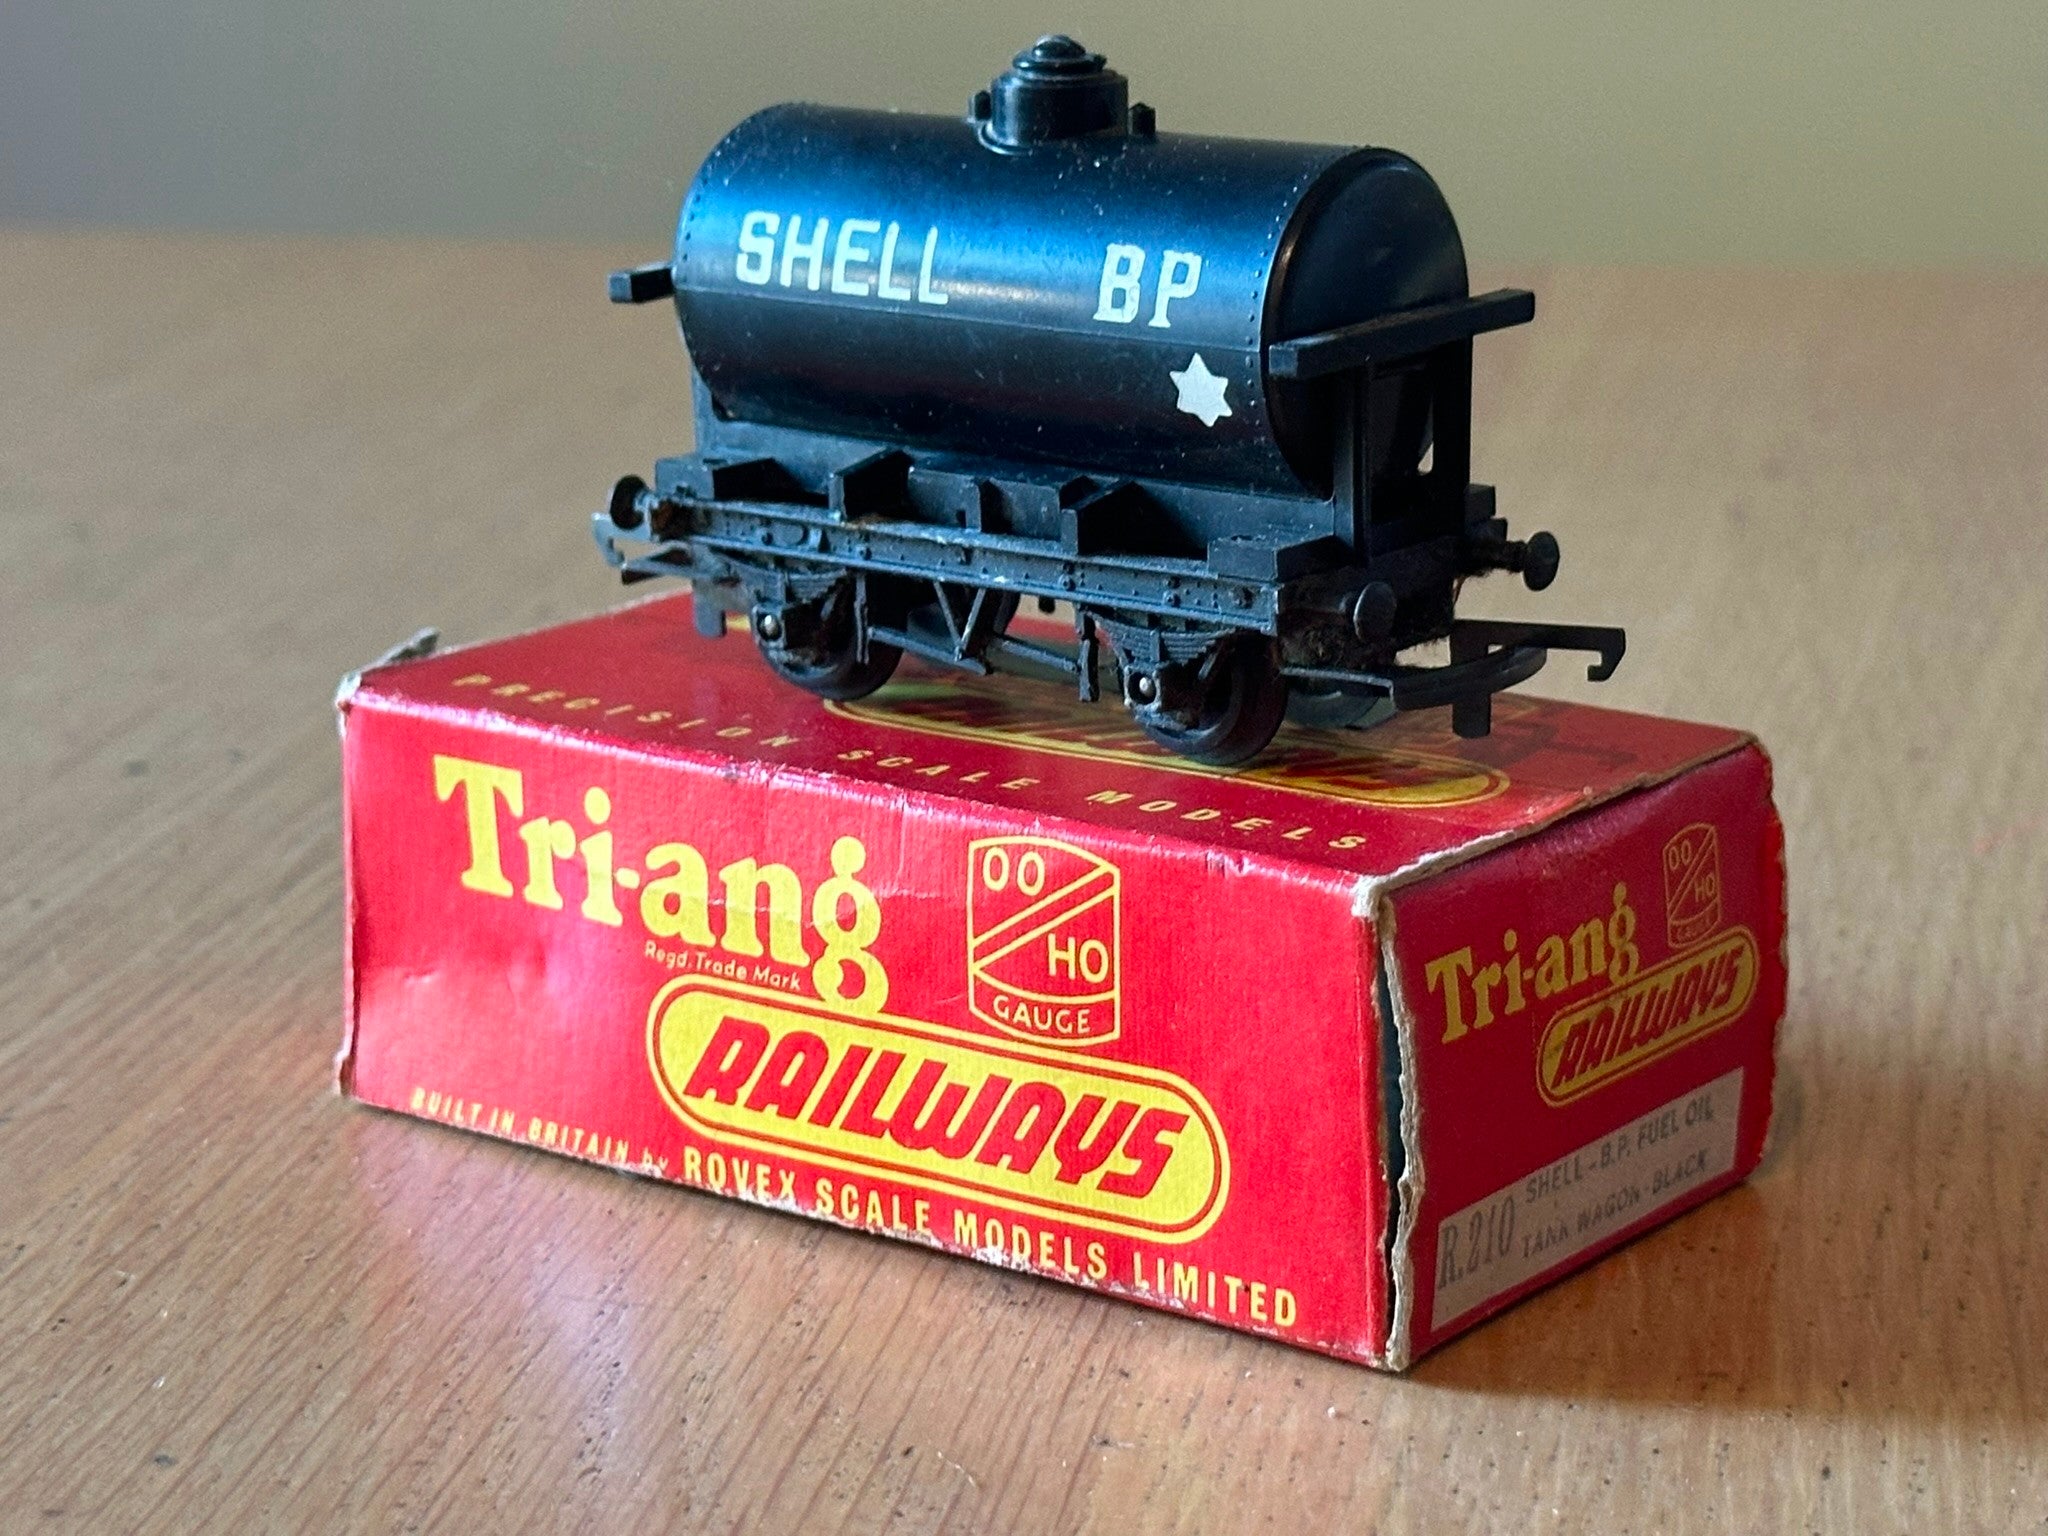 SHELL BP
PRECISION SCALE MODELS
Tri-ang
Regd. Trade Mark
OO
HO
GAUGE
RAILWAYS
BUILT IN BRITAIN by ROVEX SCALE MODELS LIMITED
OO
HO
GAUGE
Tri-ang
RAILWAYS
R.210 SHELL-B.P. FUEL OIL
TANK WAGON-BLACK